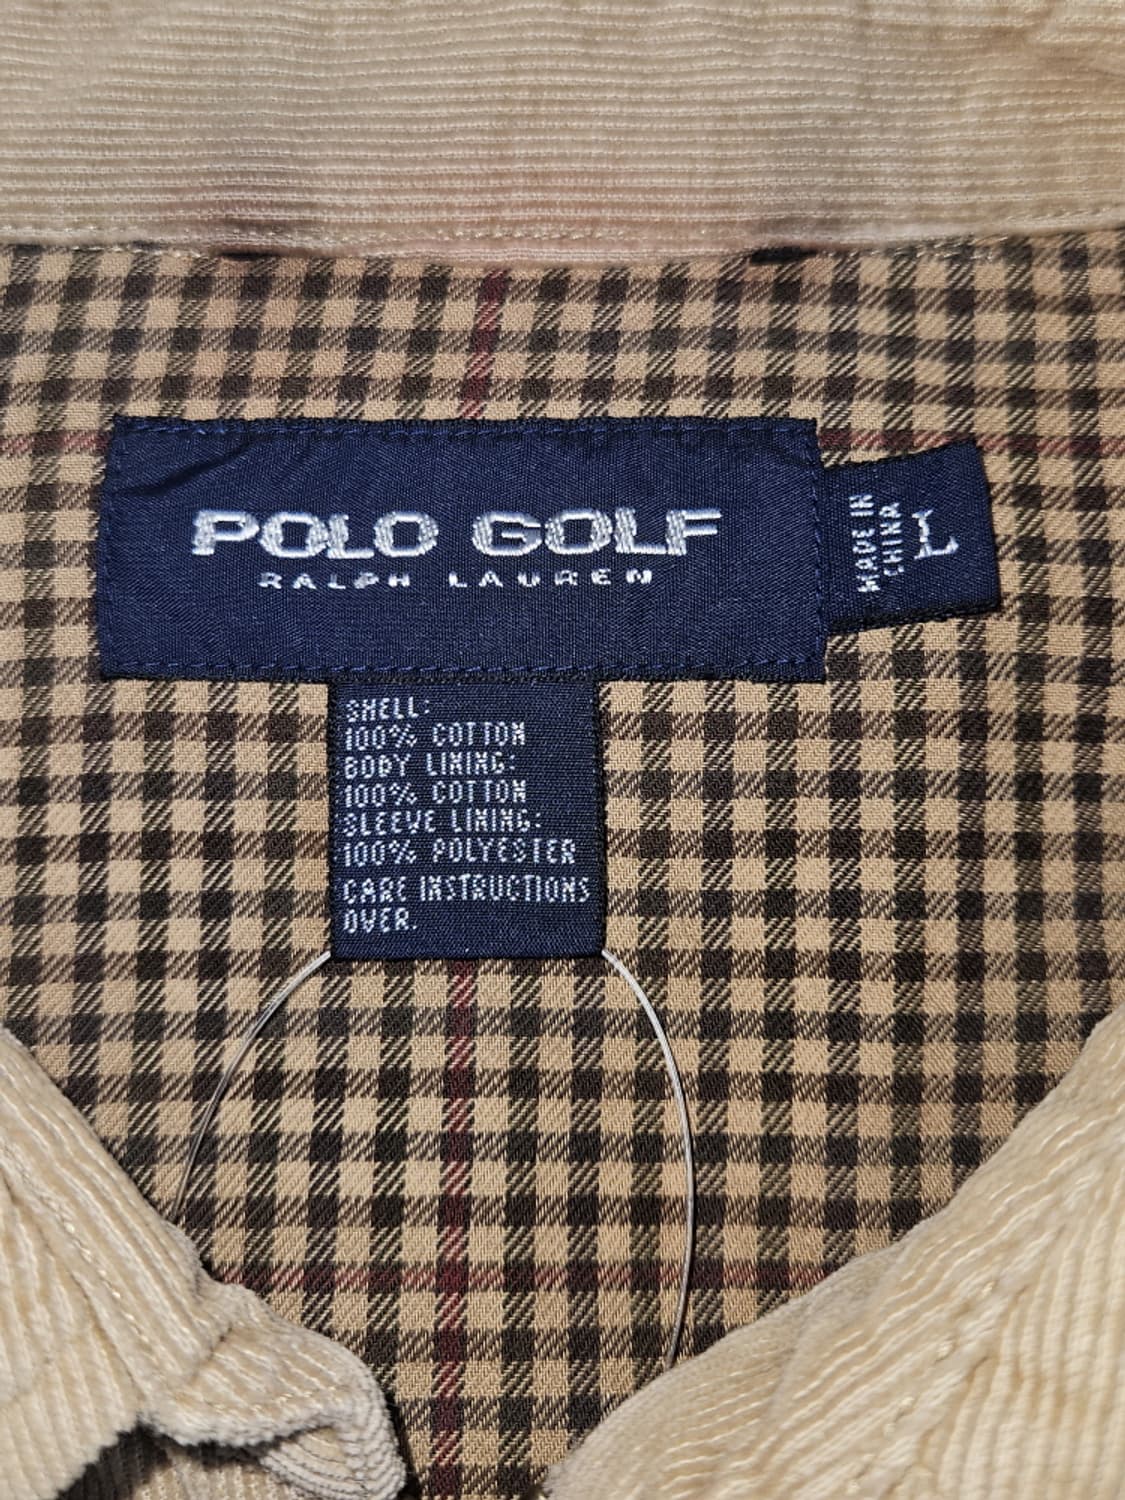 POLO GOLF
RALPH LAUREN
MADE IN
CHINA
L
SHELL:
100% COTTON
BODY LINING:
100% COTTON
SLEEVE LINING:
100% POLYESTER
CARE INSTRUCTIONS
OVER.